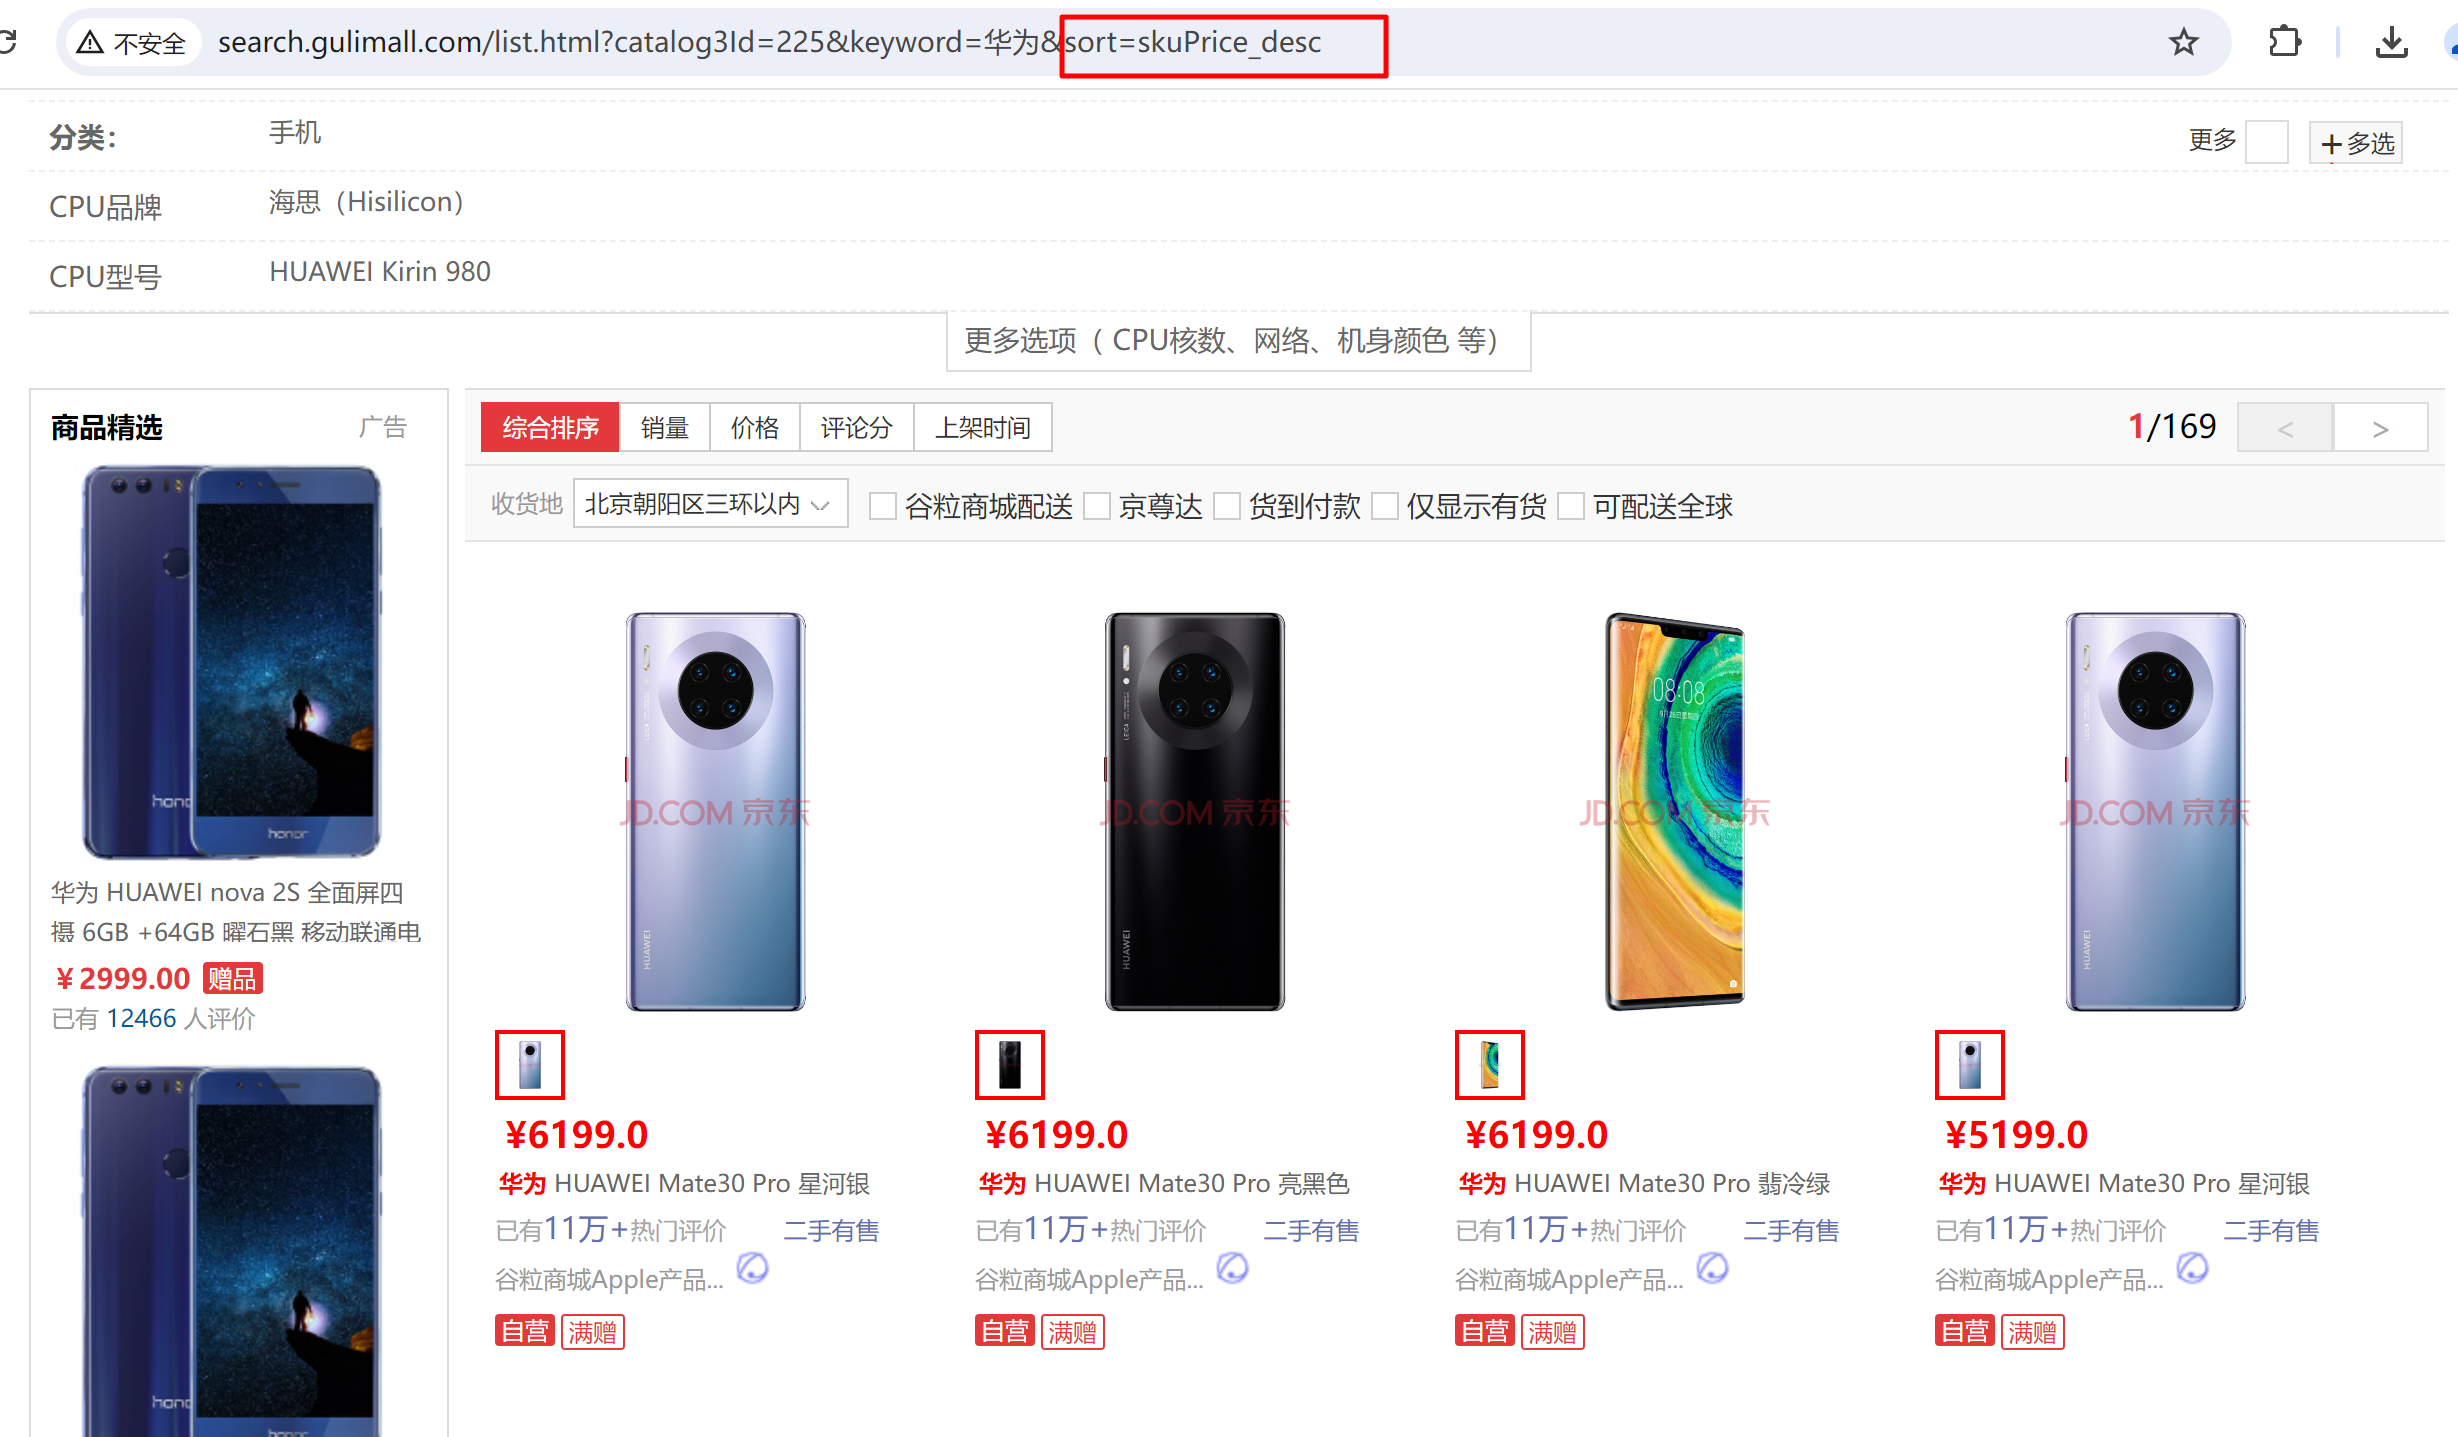 不安全 search.gulimall.com/list.html?catalog3Id=225&keyword=华为&sort=skuPrice_desc
分类： 手机 更多 +多选
CPU品牌 海思（Hisilicon）
CPU型号 HUAWEI Kirin 980
更多选项（ CPU核数、网络、机身颜色 等）
商品精选 广告
综合排序 销量 价格 评论分 上架时间 1/169 < >
收货地 北京朝阳区三环以内 谷粒商城配送 京尊达 货到付款 仅显示有货 可配送全球
honor
华为 HUAWEI nova 2S 全面屏四
摄 6GB +64GB 曜石黑 移动联通电
￥2999.00 赠品
已有 12466 人评价
08:08
JD.COM 京东 JD.COM 京东 JD.COM 京东 JD.COM 京东
HUAWEI HUAWEI HUAWEI
¥6199.0 ¥6199.0 ¥6199.0 ¥5199.0
华为 HUAWEI Mate30 Pro 星河银 华为 HUAWEI Mate30 Pro 亮黑色 华为 HUAWEI Mate30 Pro 翡冷绿 华为 HUAWEI Mate30 Pro 星河银
已有11万+热门评价 二手有售 已有11万+热门评价 二手有售 已有11万+热门评价 二手有售 已有11万+热门评价 二手有售
谷粒商城Apple产品... 谷粒商城Apple产品... 谷粒商城Apple产品... 谷粒商城Apple产品...
自营 满赠 自营 满赠 自营 满赠 自营 满赠